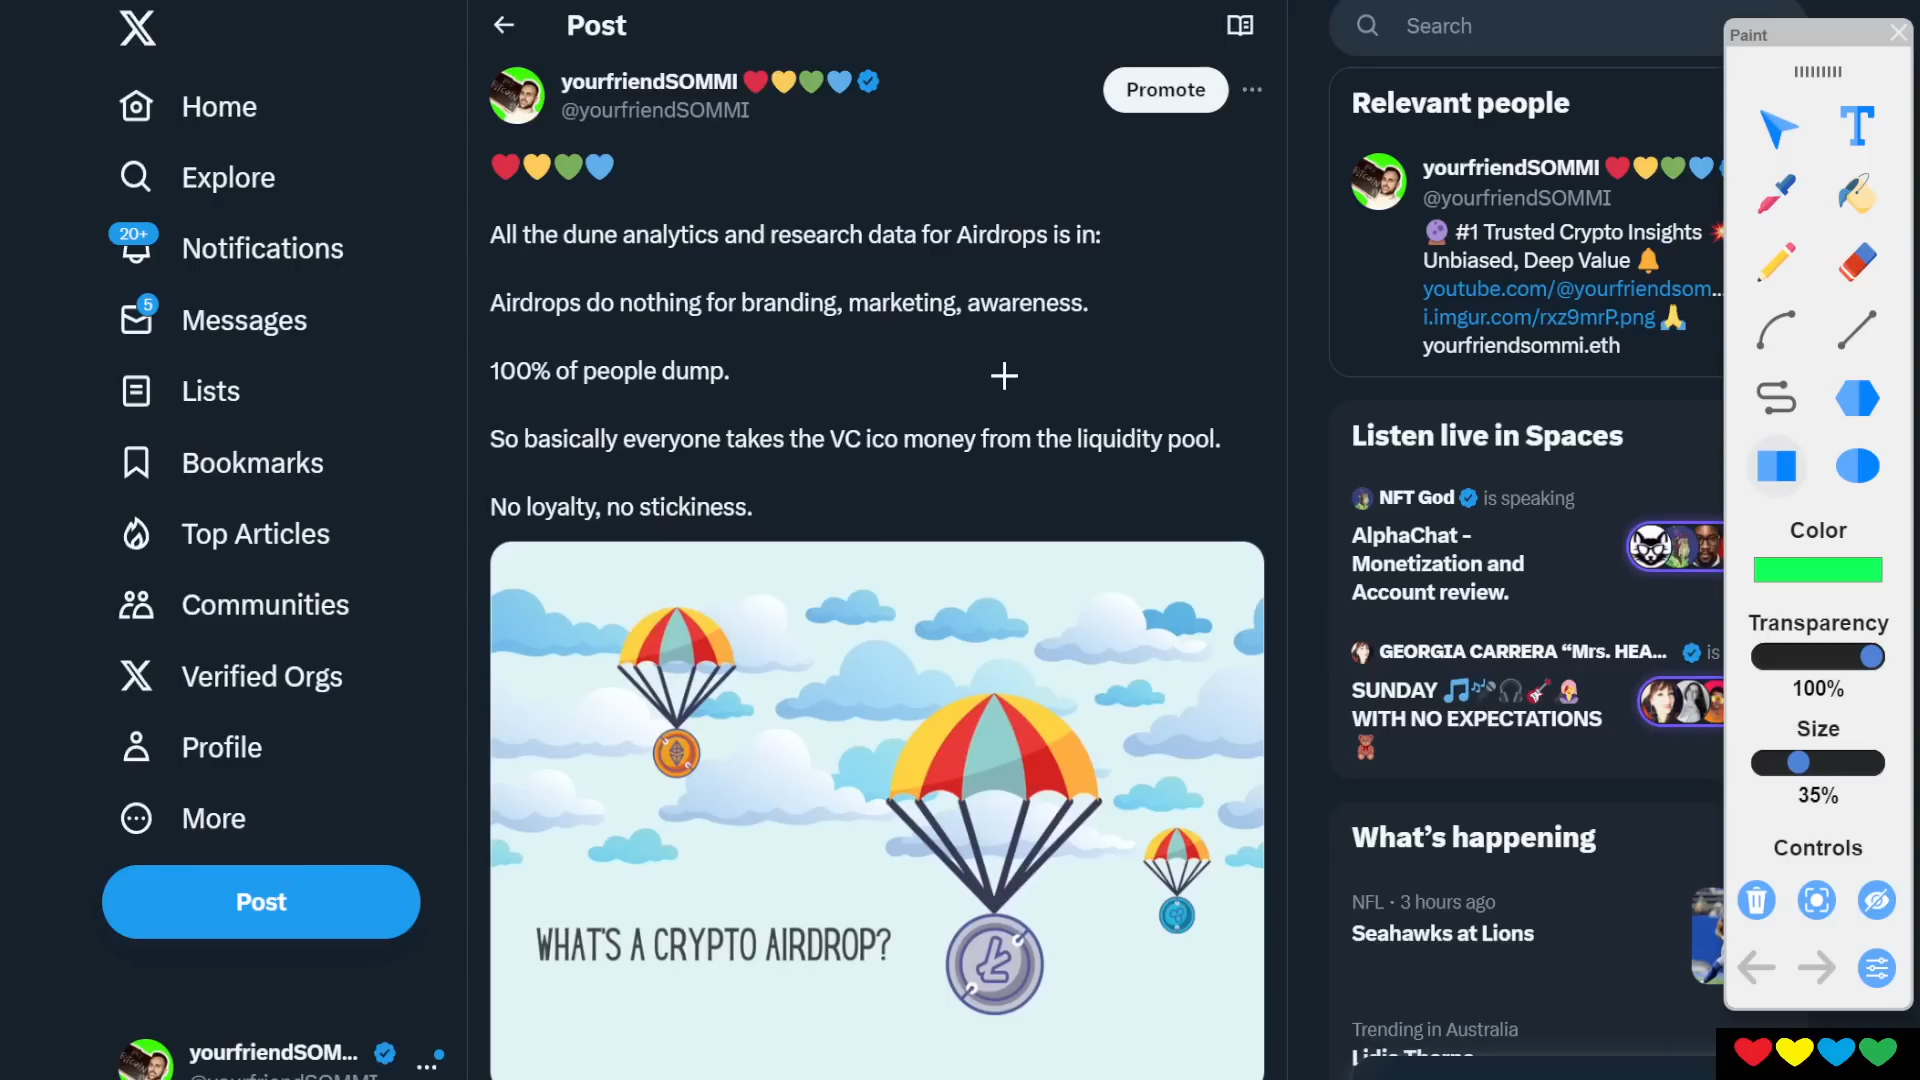 Home
Explore
20+
Notifications
5
Messages
Lists
Bookmarks
Top Articles
Communities
Verified Orgs
Profile
More
Post
yourfriendSOM...
@yourfriendSOMMI
Post
yourfriendSOMMI
@yourfriendSOMMI
Promote
All the dune analytics and research data for Airdrops is in:
Airdrops do nothing for branding, marketing, awareness.
100% of people dump.
So basically everyone takes the VC ico money from the liquidity pool.
No loyalty, no stickiness.
WHAT'S A CRYPTO AIRDROP?
Search
Relevant people
yourfriendSOMMI
@yourfriendSOMMI
#1 Trusted Crypto Insights
Unbiased, Deep Value
youtube.com/@yourfriendsom...
i.imgur.com/rxz9mrP.png
yourfriendsommi.eth
Listen live in Spaces
NFT God is speaking
AlphaChat -
Monetization and
Account review.
GEORGIA CARRERA “Mrs. HEA... is
SUNDAY
WITH NO EXPECTATIONS
What’s happening
NFL · 3 hours ago
Seahawks at Lions
Trending in Australia
Paint
Color
Transparency
100%
Size
35%
Controls